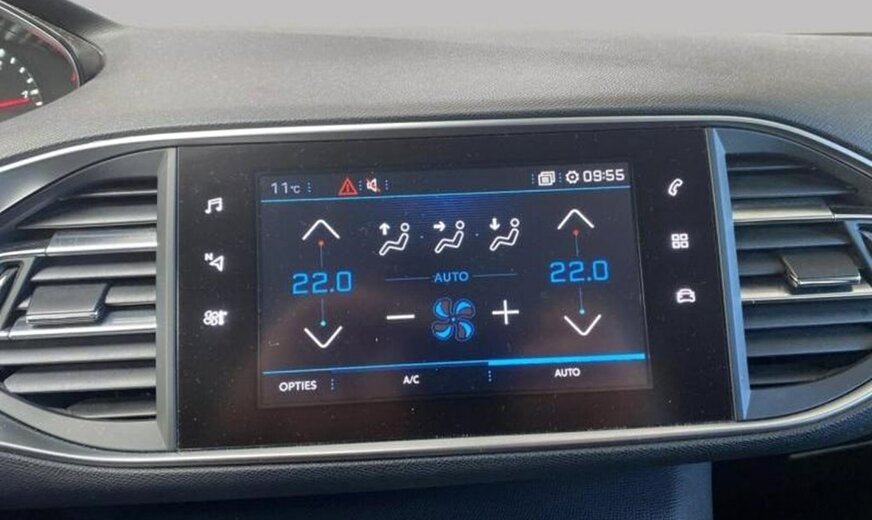 11°C
09:55
N
22.0
AUTO
22.0
OPTIES
A/C
AUTO